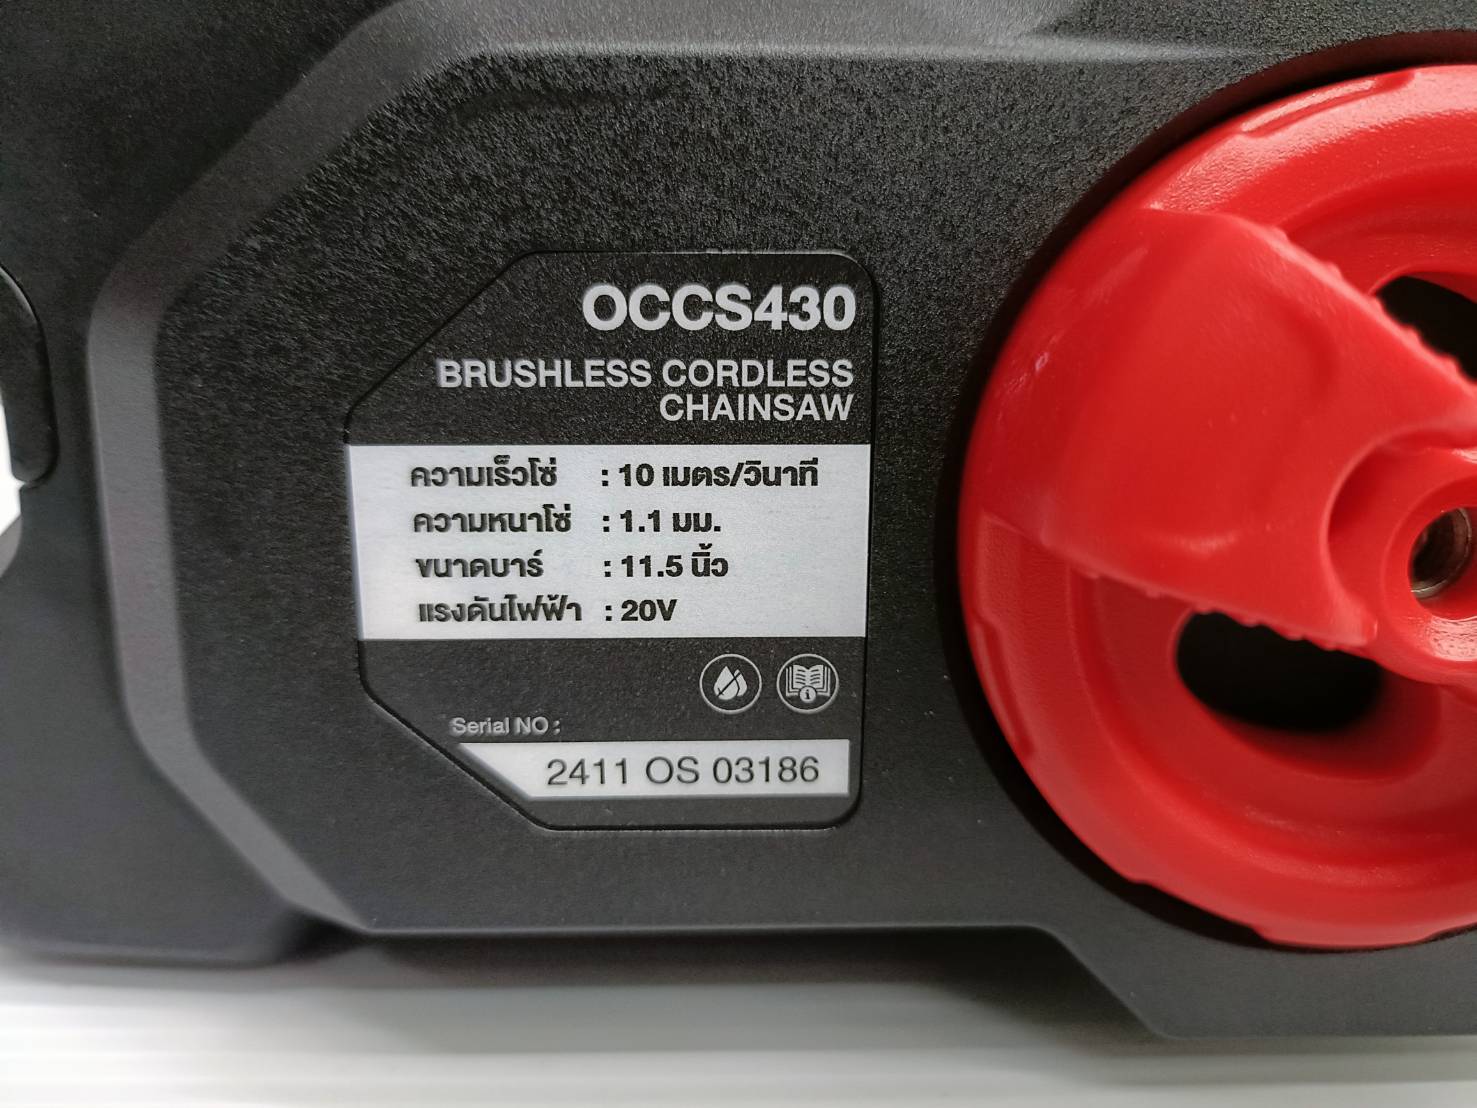 OCCS430
BRUSHLESS CORDLESS
CHAINSAW
ความเร็วโซ่ : 10 เมตร/วินาที
ความหนาโซ่ : 1.1 มม.
ขนาดบาร์ : 11.5 นิ้ว
แรงดันไฟฟ้า : 20V
Serial NO :
2411 OS 03186